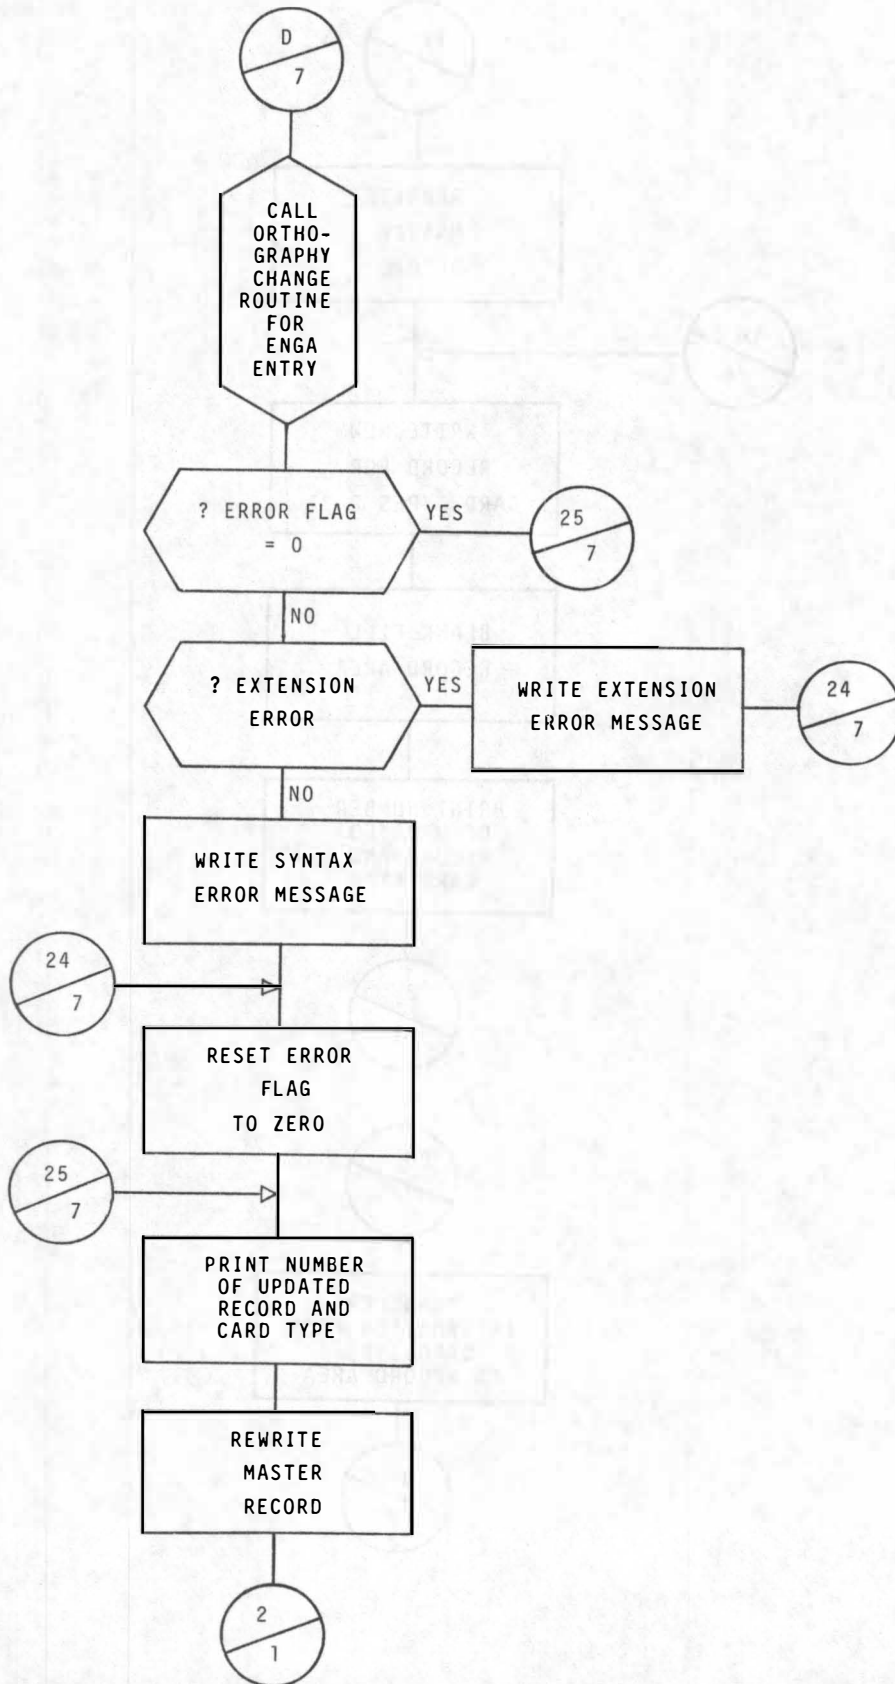 D
7
CALL
ORTHO-
GRAPHY
CHANGE
ROUTINE
FOR
ENGA
ENTRY
? ERROR FLAG
= 0
YES
25
7
NO
? EXTENSION
ERROR
YES
WRITE EXTENSION
ERROR MESSAGE
24
7
NO
WRITE SYNTAX
ERROR MESSAGE
24
7
RESET ERROR
FLAG
TO ZERO
25
7
PRINT NUMBER
OF UPDATED
RECORD AND
CARD TYPE
REWRITE
MASTER
RECORD
2
1